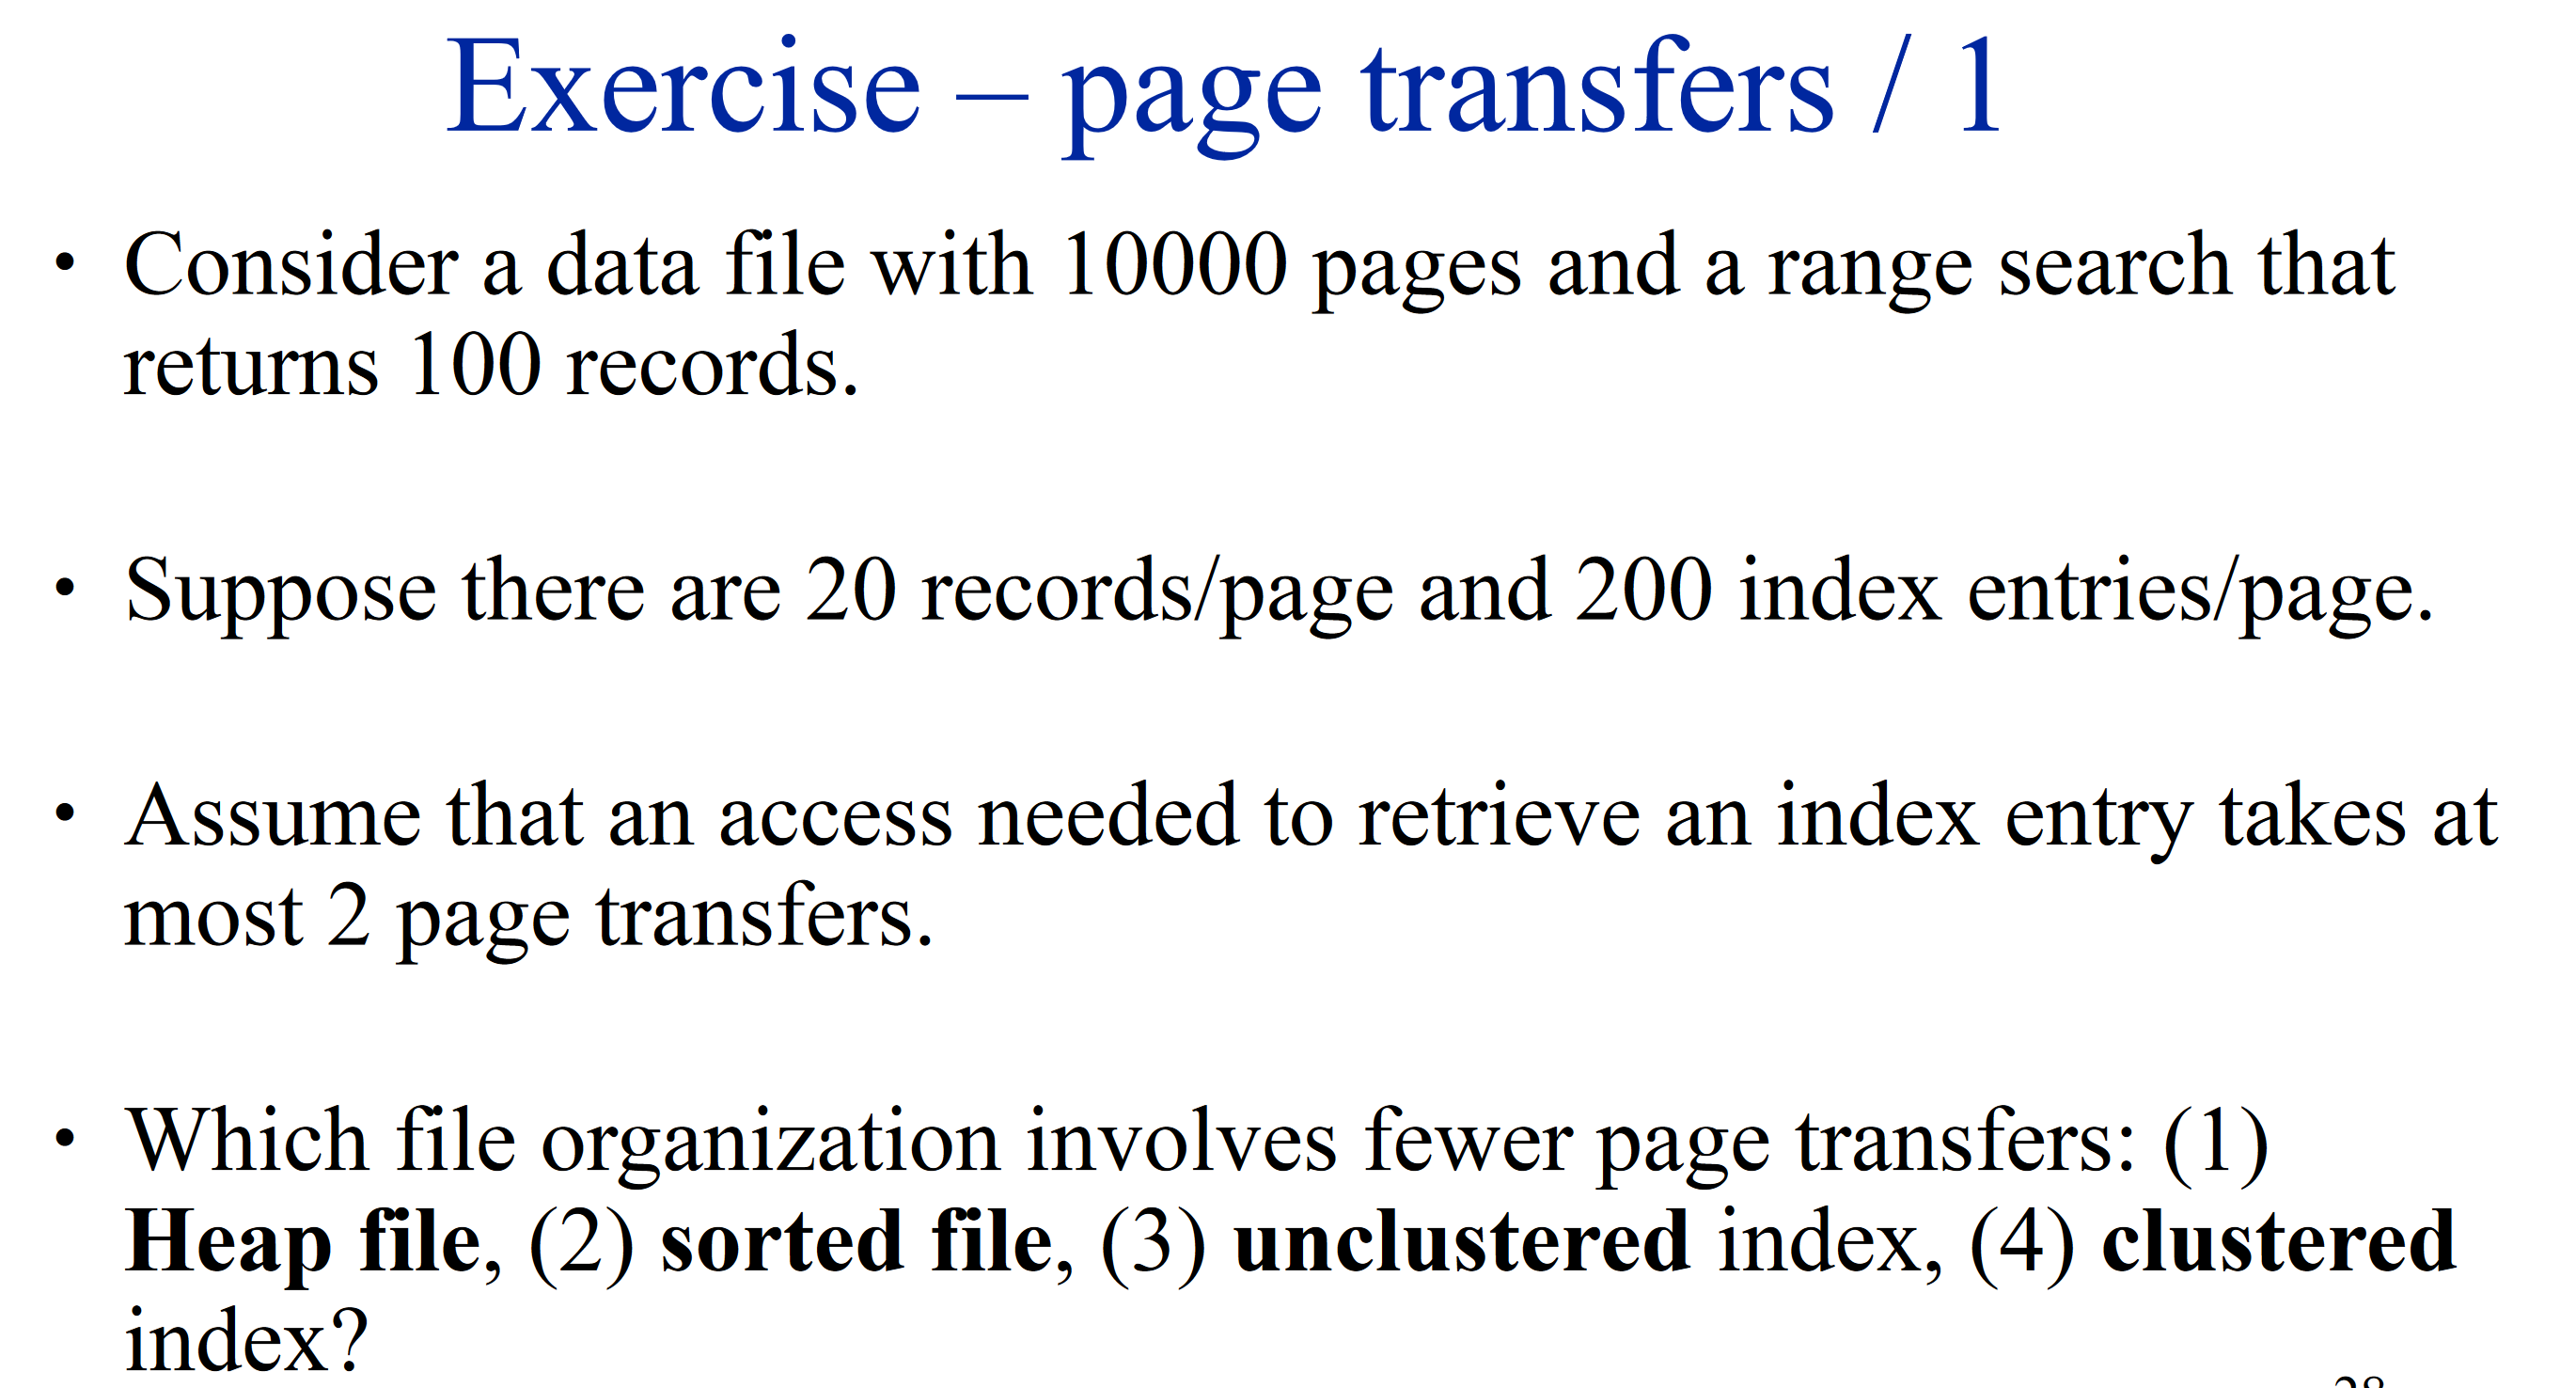 Exercise – page transfers / 1
• Consider a data file with 10000 pages and a range search that
returns 100 records.
• Suppose there are 20 records/page and 200 index entries/page.
• Assume that an access needed to retrieve an index entry takes at
most 2 page transfers.
• Which file organization involves fewer page transfers: (1)
Heap file, (2) sorted file, (3) unclustered index, (4) clustered
index?